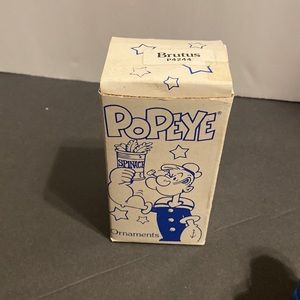 Brutus
P4244
POPEYE®
SPINACH
Ornaments